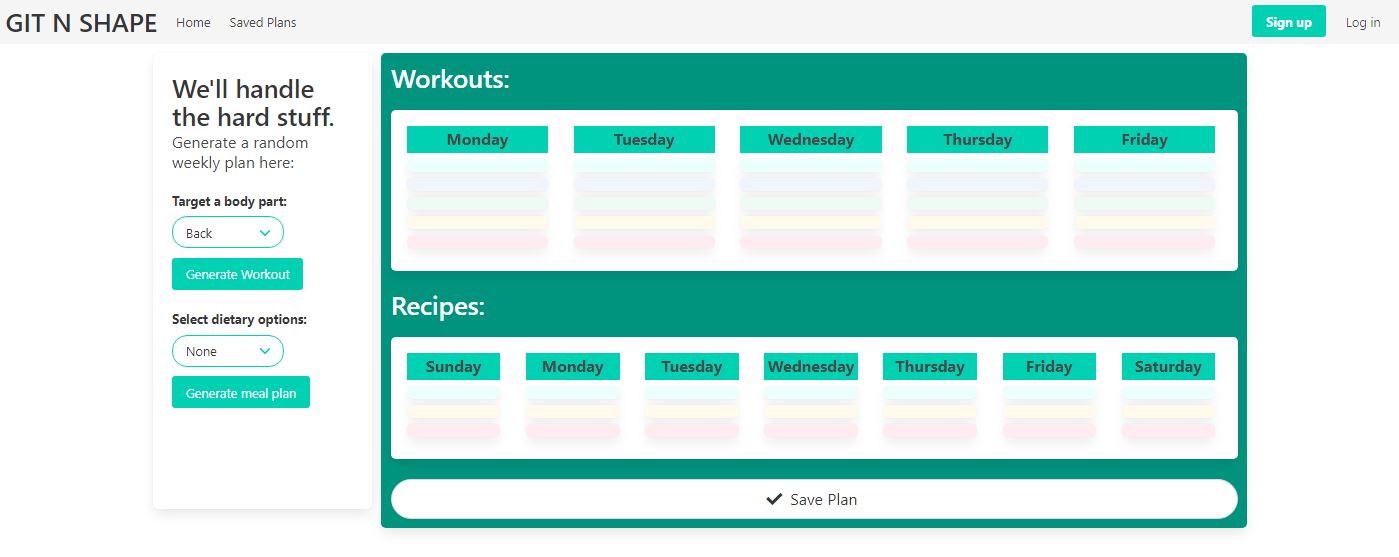 GIT N SHAPE Home Saved Plans Sign up Log in
We'll handle
the hard stuff.
Generate a random
weekly plan here:
Target a body part:
Back
Generate Workout
Select dietary options:
None
Generate meal plan
Workouts:
Monday Tuesday Wednesday Thursday Friday
Recipes:
Sunday Monday Tuesday Wednesday Thursday Friday Saturday
Save Plan